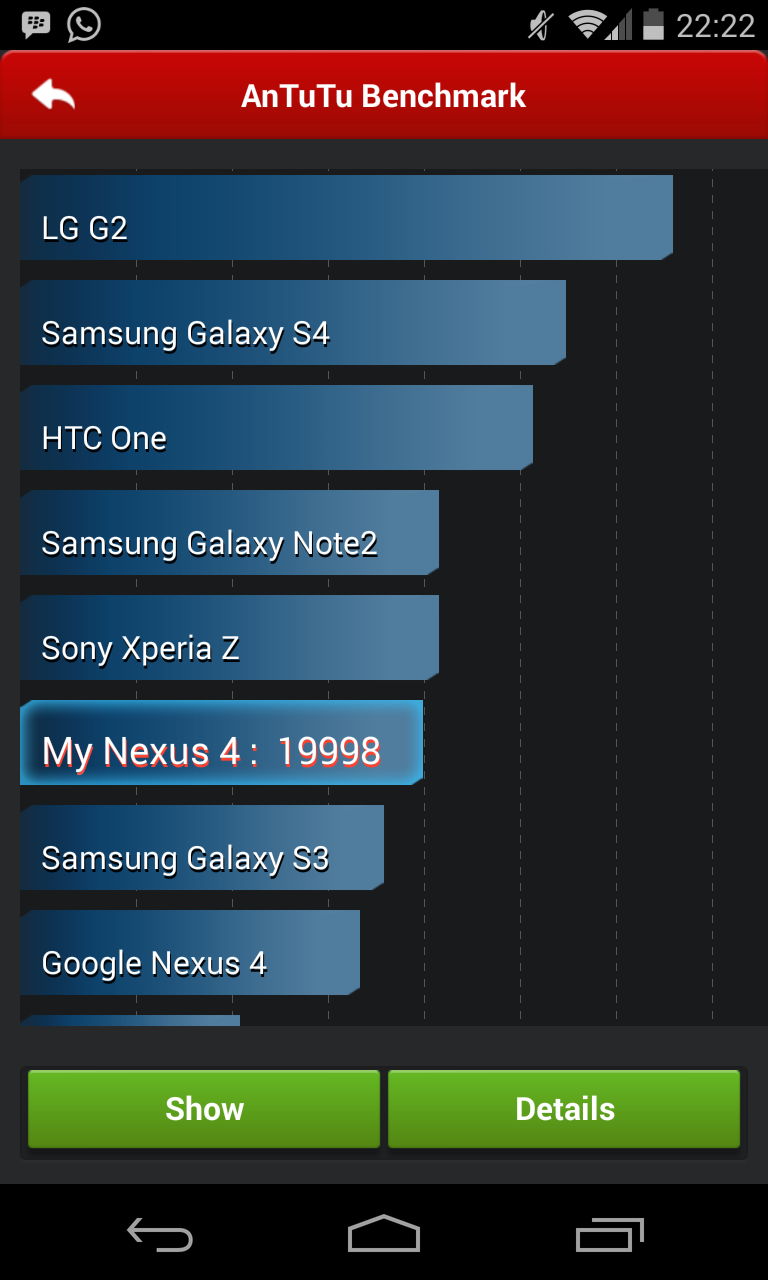 22:22
AnTuTu Benchmark
LG G2
Samsung Galaxy S4
HTC One
Samsung Galaxy Note2
Sony Xperia Z
My Nexus 4 : 19998
Samsung Galaxy S3
Google Nexus 4
Show Details